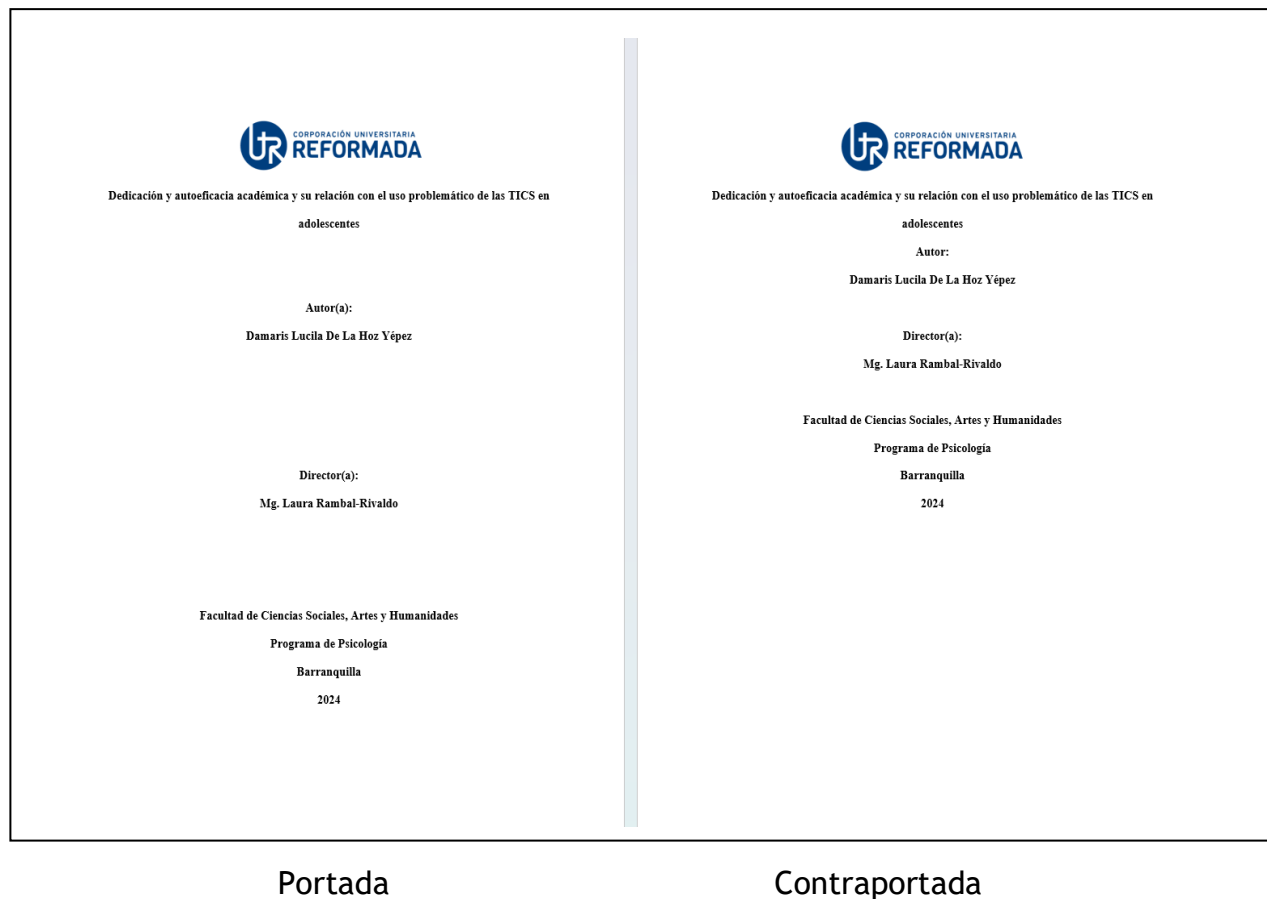 CORPORACIÓN UNIVERSITARIA
REFORMADA
Dedicación y autoeficacia académica y su relación con el uso problemático de las TICS en
adolescentes
Autor(a):
Damaris Lucila De La Hoz Yépez
Director(a):
Mg. Laura Rambal-Rivaldo
Facultad de Ciencias Sociales, Artes y Humanidades
Programa de Psicología
Barranquilla
2024
CORPORACIÓN UNIVERSITARIA
REFORMADA
Dedicación y autoeficacia académica y su relación con el uso problemático de las TICS en
adolescentes
Autor:
Damaris Lucila De La Hoz Yépez
Director(a):
Mg. Laura Rambal-Rivaldo
Facultad de Ciencias Sociales, Artes y Humanidades
Programa de Psicología
Barranquilla
2024
Portada
Contraportada